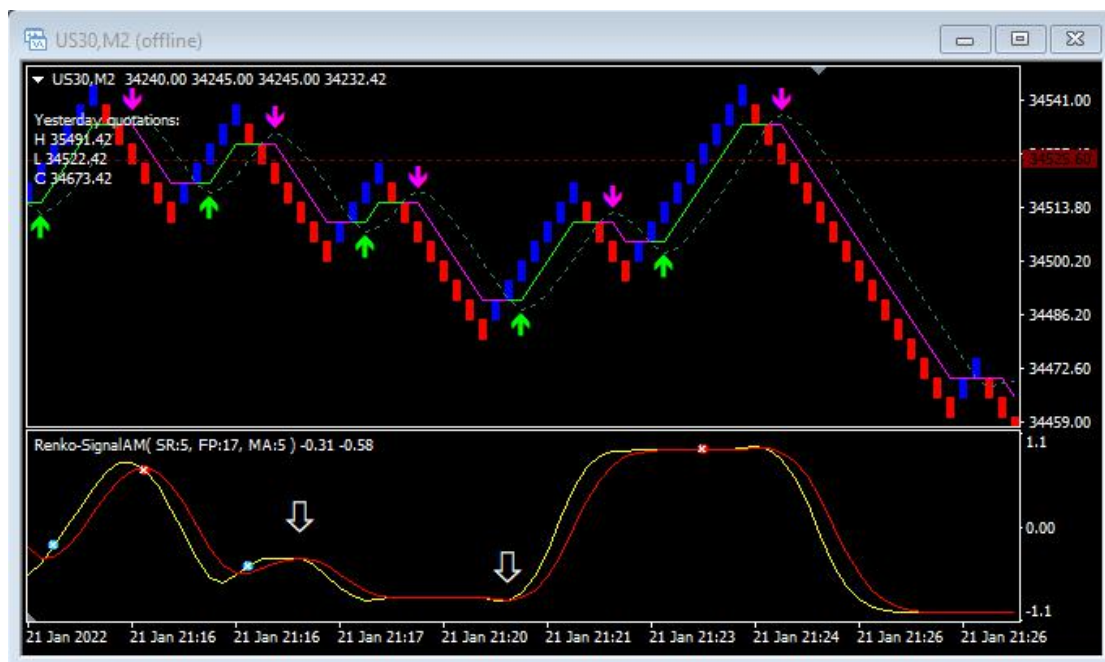 US30,M2 (offline)
US30,M2 34240.00 34245.00 34245.00 34232.42
Yesterday quotations:
H 35491.42
L 34522.42
C 34673.42
34541.00
34525.60
34513.80
34500.20
34486.20
34472.60
34459.00
Renko-SignalAM( SR:5, FP:17, MA:5 ) -0.31 -0.58
1.1
0.00
-1.1
21 Jan 2022 21 Jan 21:16 21 Jan 21:16 21 Jan 21:17 21 Jan 21:20 21 Jan 21:21 21 Jan 21:23 21 Jan 21:24 21 Jan 21:26 21 Jan 21:26